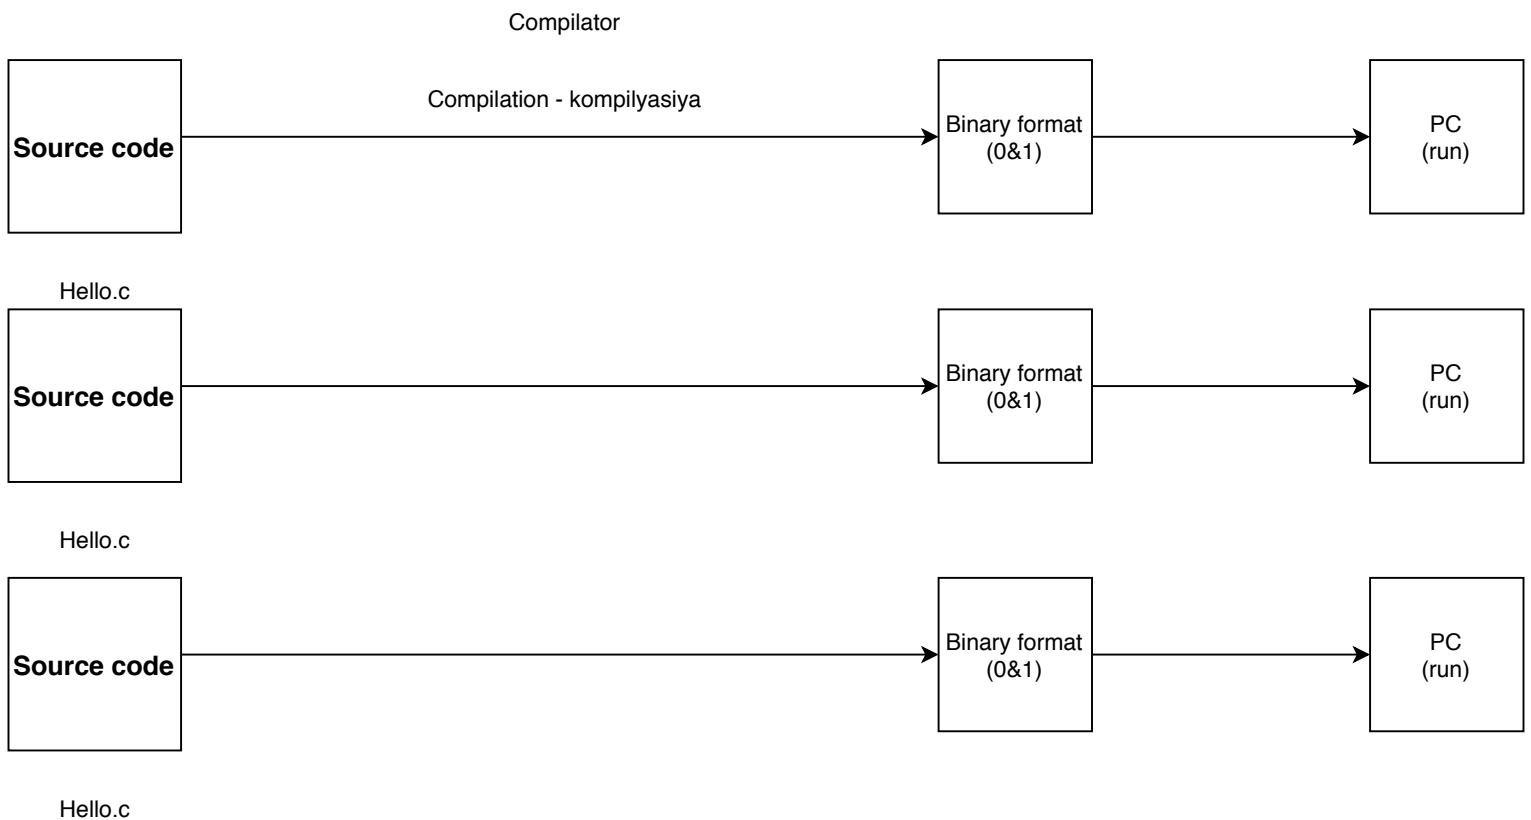 Compilator
Compilation - kompilyasiya
Source code
Binary format
(0&1)
PC
(run)
Hello.c
Source code
Binary format
(0&1)
PC
(run)
Hello.c
Source code
Binary format
(0&1)
PC
(run)
Hello.c